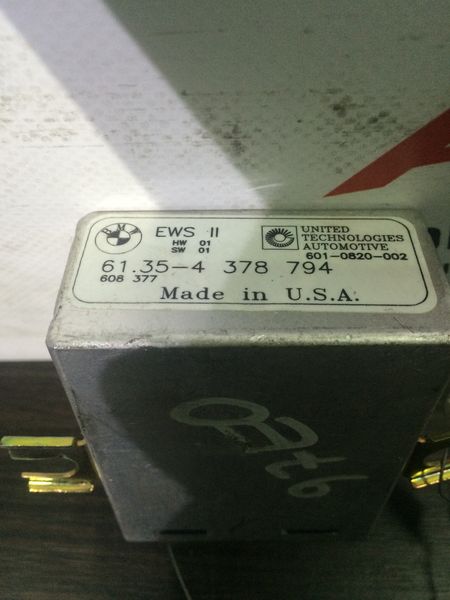 BMW
EWS II
HW 01
SW 01
UNITED
TECHNOLOGIES
AUTOMOTIVE
601-0820-002
61.35-4 378 794
608 377
Made in U.S.A.